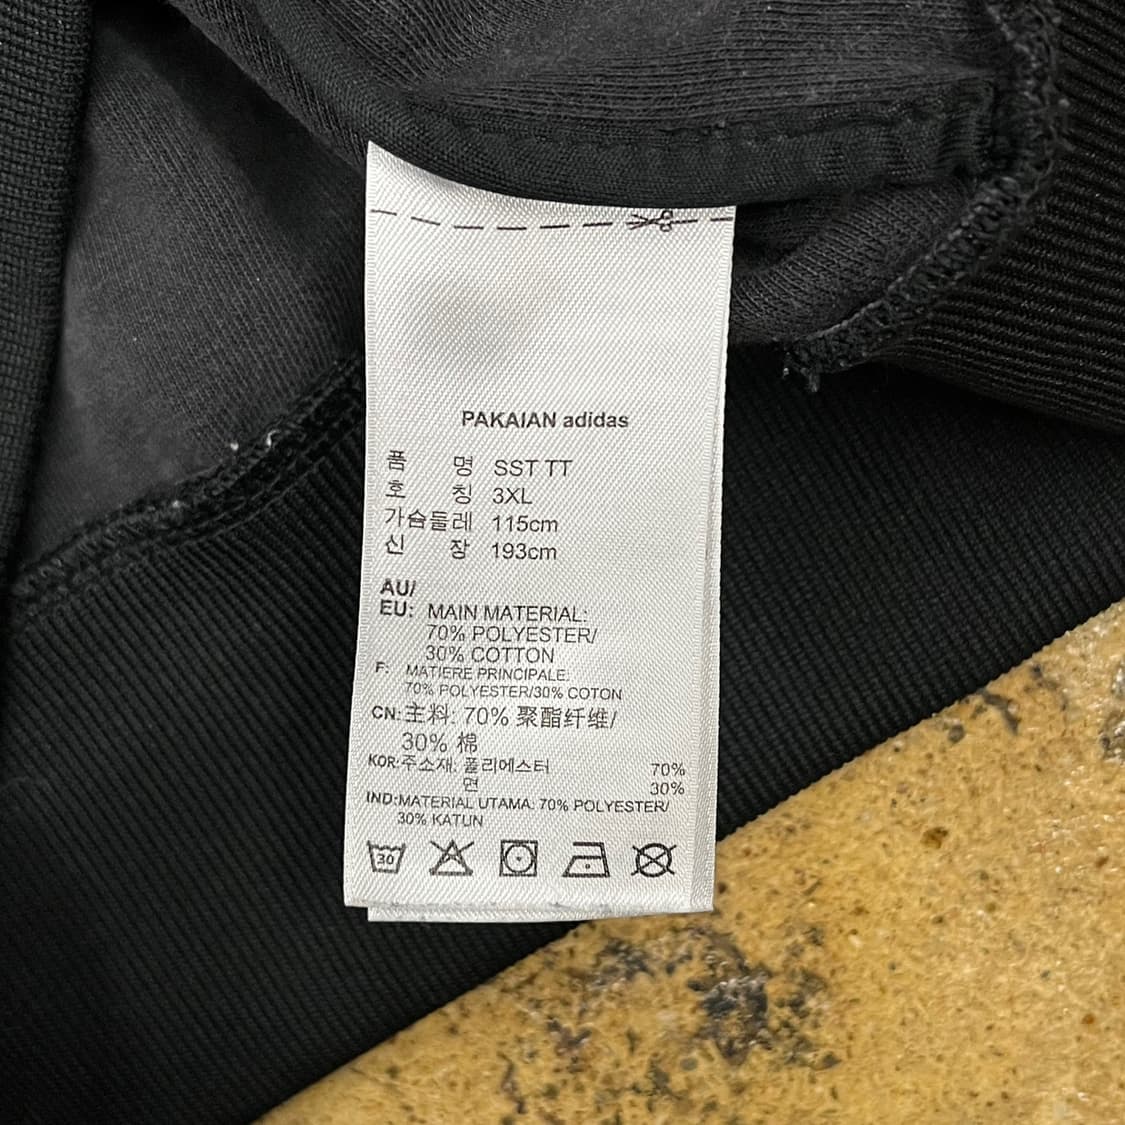 PAKAIAN adidas
품 명 SST TT
호 칭 3XL
가슴둘레 115cm
신 장 193cm
AU/
EU: MAIN MATERIAL:
70% POLYESTER/
30% COTTON
F: MATIERE PRINCIPALE:
70% POLYESTER/30% COTON
CN:主料: 70% 聚酯纤维/
30% 棉
KOR:주소재: 폴리에스터 70%
면 30%
IND:MATERIAL UTAMA: 70% POLYESTER/
30% KATUN
30